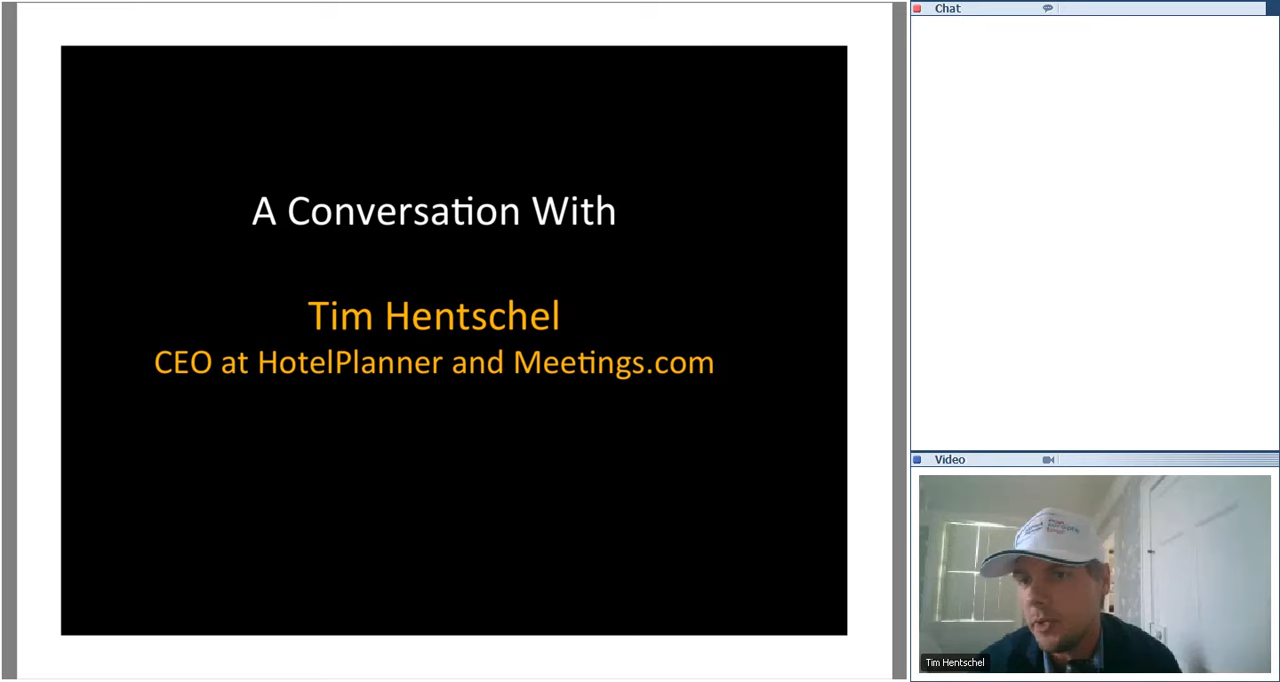 A Conversation With
Tim Hentschel
CEO at HotelPlanner and Meetings.com
Chat
Video
Tim Hentschel